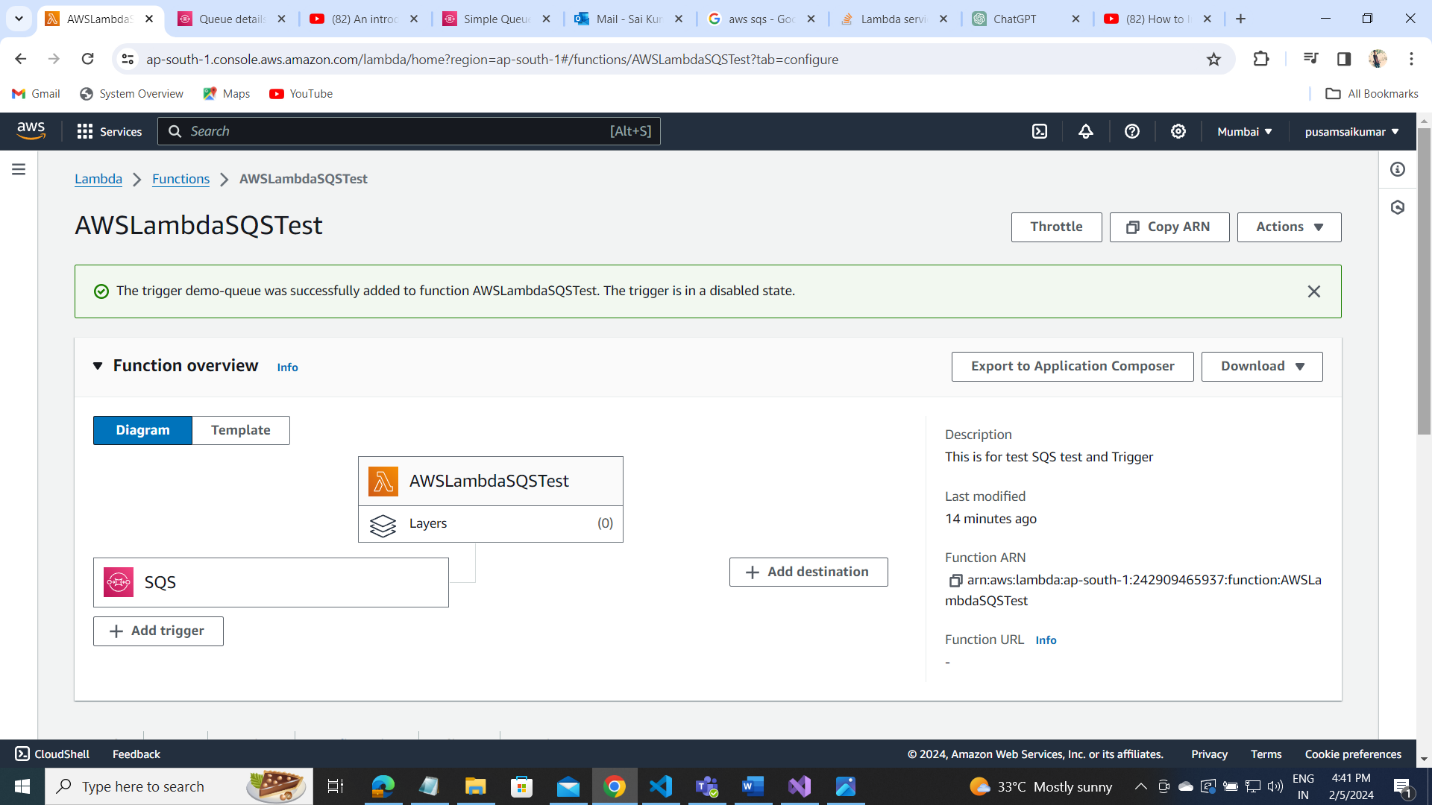 AWSLambdaS
Queue details
(82) An introd
Simple Queue
Mail - Sai Kum
aws sqs - Goo
Lambda servi
ChatGPT
(82) How to I
ap-south-1.console.aws.amazon.com/lambda/home?region=ap-south-1#/functions/AWSLambdaSQSTest?tab=configure
Gmail
System Overview
Maps
YouTube
All Bookmarks
aws
Services
Search
[Alt+S]
Mumbai
pusamsaikumar
Lambda
Functions
AWSLambdaSQSTest
AWSLambdaSQSTest
Throttle
Copy ARN
Actions
The trigger demo-queue was successfully added to function AWSLambdaSQSTest. The trigger is in a disabled state.
Function overview
Info
Export to Application Composer
Download
Diagram
Template
AWSLambdaSQSTest
Layers
(0)
SQS
Add trigger
Add destination
Description
This is for test SQS test and Trigger
Last modified
14 minutes ago
Function ARN
arn:aws:lambda:ap-south-1:242909465937:function:AWSLa
mbdaSQSTest
Function URL
Info
-
CloudShell
Feedback
© 2024, Amazon Web Services, Inc. or its affiliates.
Privacy
Terms
Cookie preferences
Type here to search
33°C Mostly sunny
ENG
IN
4:41 PM
2/5/2024
1